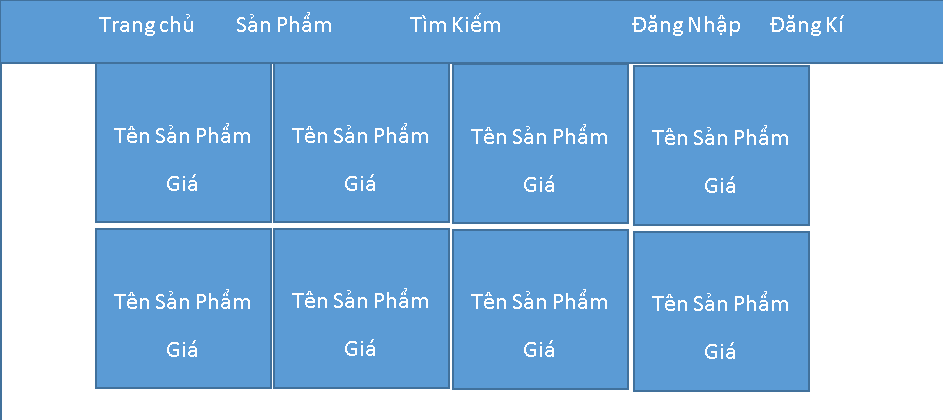 Trang chủ Sản Phẩm Tìm Kiếm Đăng Nhập Đăng Kí
Tên Sản Phẩm Tên Sản Phẩm Tên Sản Phẩm Tên Sản Phẩm
Giá Giá Giá Giá
Tên Sản Phẩm Tên Sản Phẩm Tên Sản Phẩm Tên Sản Phẩm
Giá Giá Giá Giá